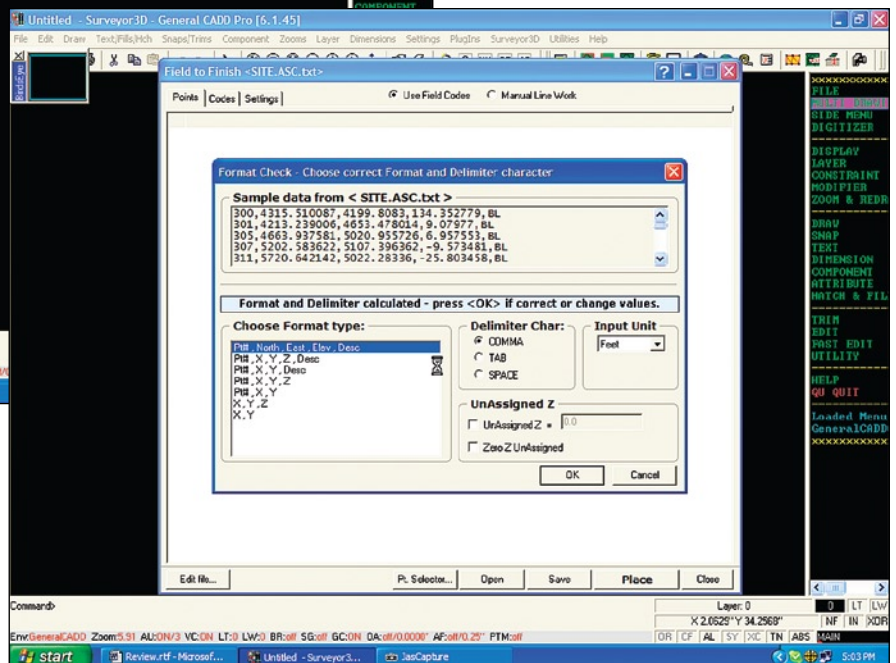 COMPONENT
Untitled - Surveyor3D - General CADD Pro [6.1.45]
File Edit Draw Text/Fills/Hch Snaps/Trims Component Zooms Layer Dimensions Settings PlugIns Surveyor3D Utilities Help
BirdsEye
Field to Finish <SITE.ASC.txt>
Points Codes Settings
Use Field Codes Manual Line Work
Format Check - Choose correct Format and Delimiter character
Sample data from < SITE.ASC.txt >
300,4315.510087,4199.8083,134.352779,BL
301,4213.239006,4653.478014,9.07977,BL
305,4663.937581,5020.955726,6.957553,BL
307,5202.583622,5107.396362,-9.573481,BL
311,5720.642142,5022.28336,-25.803458,BL
Format and Delimiter calculated - press <OK> if correct or change values.
Choose Format type:
Pt#, North, East, Elev, Desc
Pt#,X,Y,Z,Desc
Pt#,X,Y,Desc
Pt#,X,Y,Z
Pt#,X,Y
X,Y,Z
X,Y
Delimiter Char:
COMMA
TAB
SPACE
Input Unit
Feet
UnAssigned Z
UnAssigned Z = 0.0
Zero Z UnAssigned
OK Cancel
Edit file... Pt. Selector... Open Save Place Close
XXXXXXXXXXXX
FILE
MULTI DRAWI
SIDE MENU
DIGITIZER
DISPLAY
LAYER
CONSTRAINT
MODIFIER
ZOOM & REDR
DRAW
SNAP
TEXT
DIMENSION
COMPONENT
ATTRIBUTE
HATCH & FIL
TRIM
EDIT
FAST EDIT
UTILITY
HELP
QU QUIT
Loaded Menu
GeneralCADD
XXXXXXXXXXXX
Command>
Layer: 0 0 LT LW
X 2.0629" Y 34.2568" NF IN XOR
Env:GeneralCADD Zoom:5.91 AU:ON/3 VC:ON LT:0 LW:0 BR:off SG:off GC:ON OA:off/0.0000° AF:off/0.25" PTM:off
OR CF AL SY XC TN ABS MAIN
start Review.rtf - Microsof... Untitled - Surveyor3... JasCapture 5:03 PM